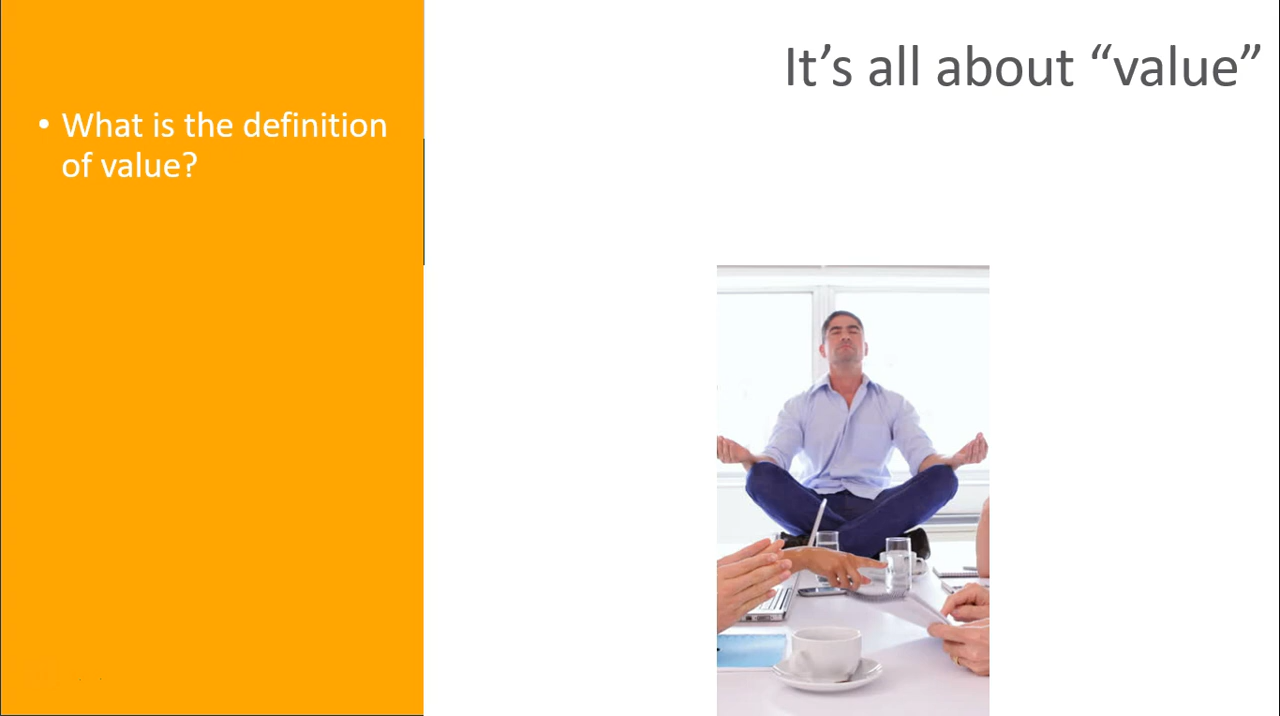 It’s all about “value”
• What is the definition
of value?